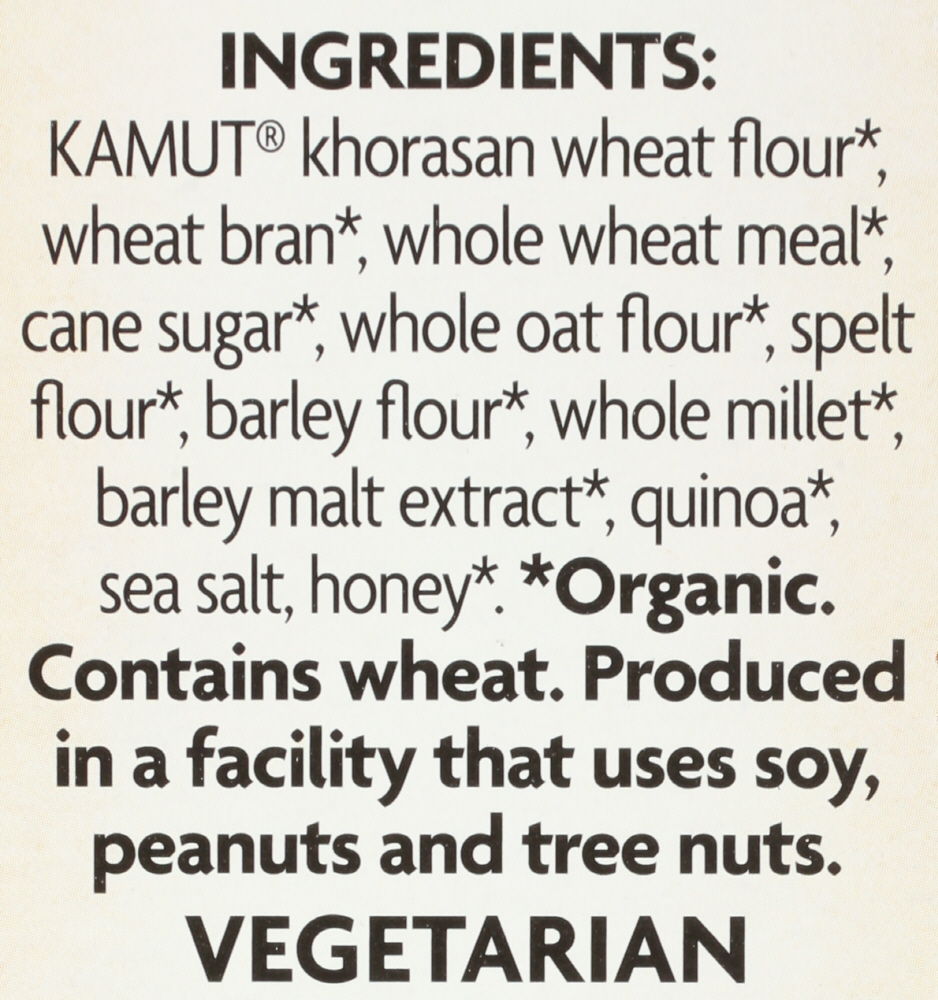 INGREDIENTS:
KAMUT® khorasan wheat flour*,
wheat bran*, whole wheat meal*,
cane sugar*, whole oat flour*, spelt
flour*, barley flour*, whole millet*,
barley malt extract*, quinoa*,
sea salt, honey*. *Organic.
Contains wheat. Produced
in a facility that uses soy,
peanuts and tree nuts.
VEGETARIAN